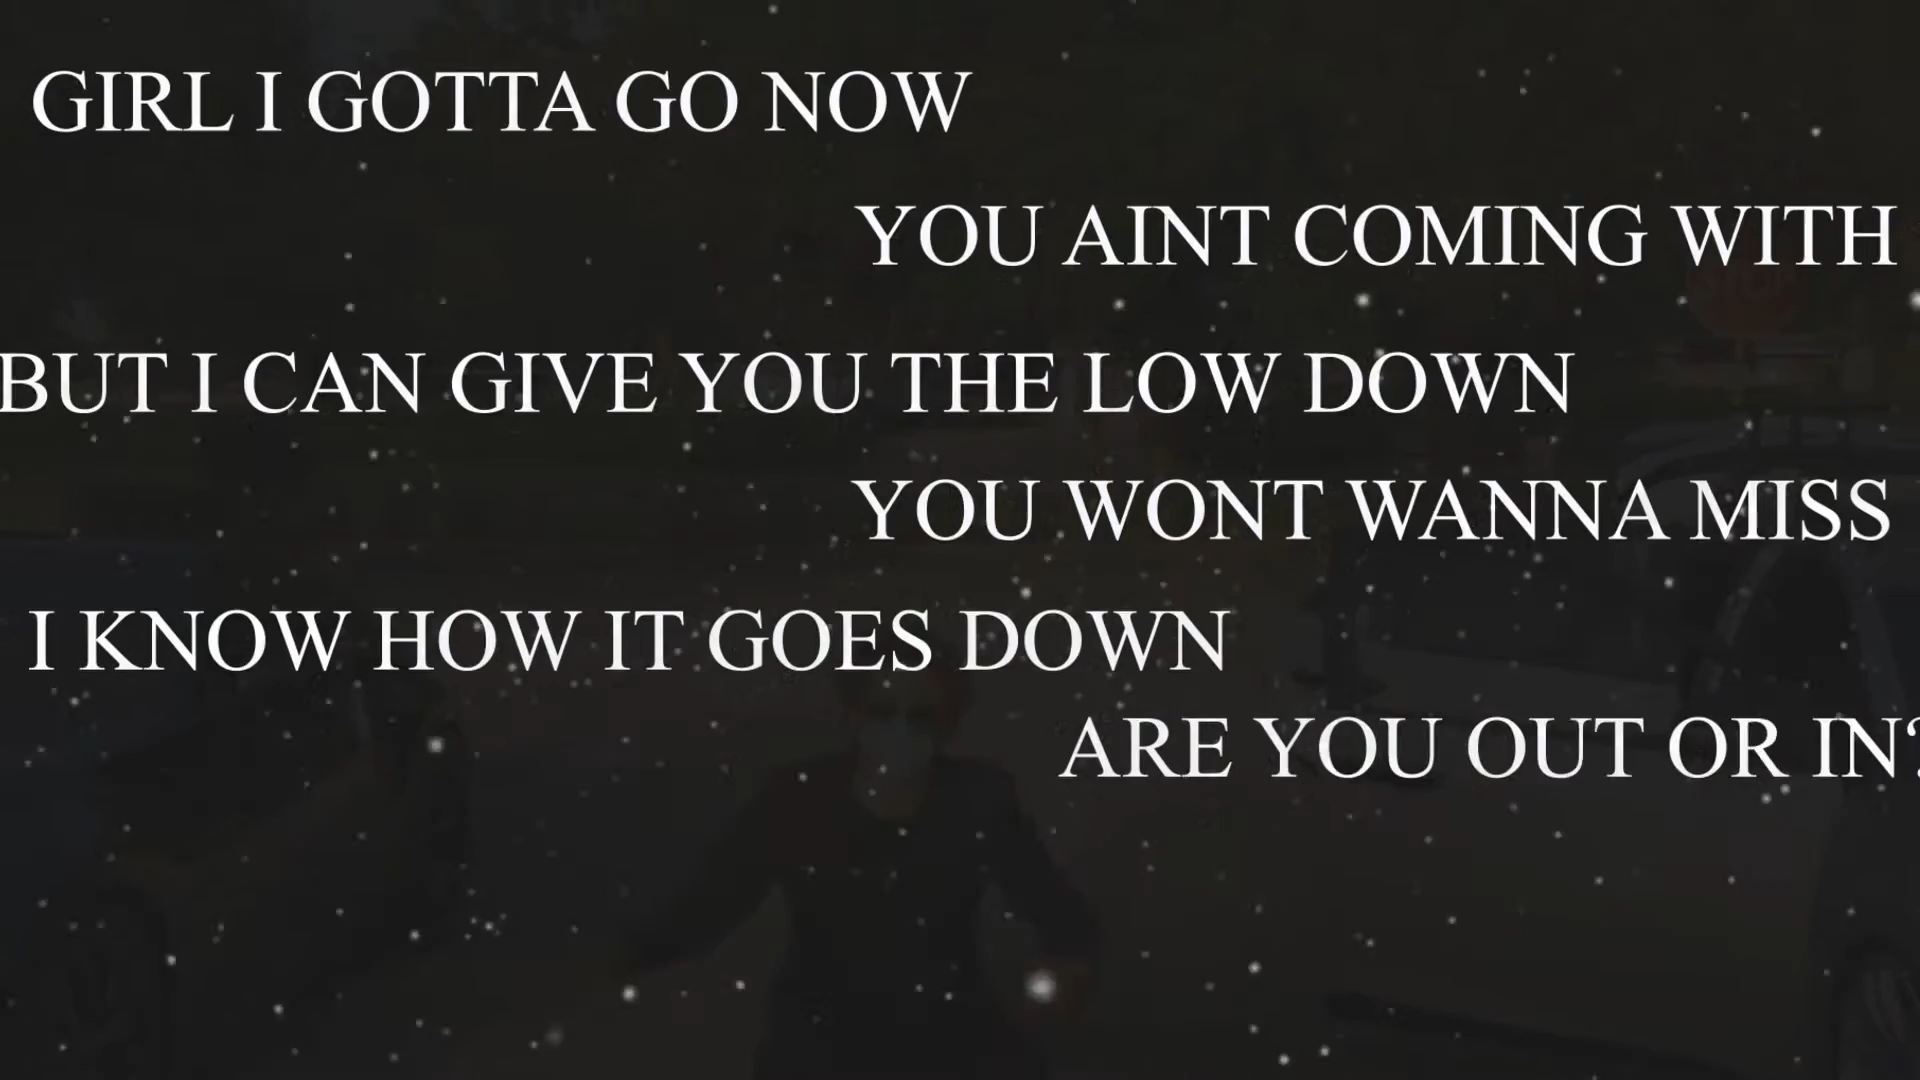 GIRL I GOTTA GO NOW
YOU AINT COMING WITH
BUT I CAN GIVE YOU THE LOW DOWN
YOU WONT WANNA MISS
I KNOW HOW IT GOES DOWN
ARE YOU OUT OR IN?
STOP